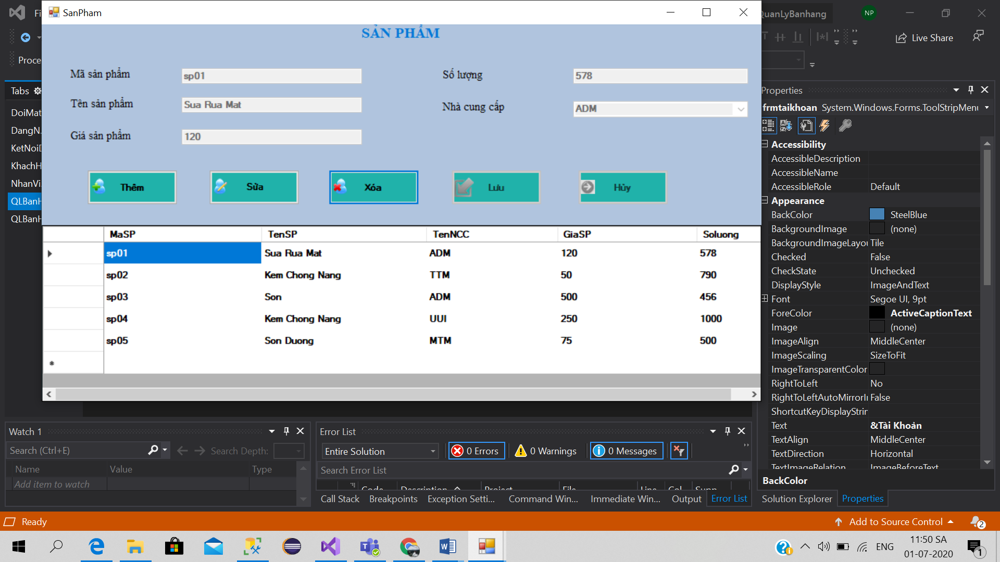 SanPham
QuanLyBanhang
NP
Live Share
Proce
SẢN PHẨM
Mã sản phẩm
sp01
Số lượng
578
Tên sản phẩm
Sua Rua Mat
Nhà cung cấp
ADM
Giá sản phẩm
120
Thêm
Sửa
Xóa
Lưu
Hủy
MaSP TenSP TenNCC GiaSP Soluong
sp01 Sua Rua Mat ADM 120 578
sp02 Kem Chong Nang TTM 50 790
sp03 Son ADM 500 456
sp04 Kem Chong Nang UUI 250 1000
sp05 Son Duong MTM 75 500
Tabs
DoiMat
DangN.
KetNoiD
KhachH
NhanVi.
QLBanH
QLBanH
Properties
frmtaikhoan System.Windows.Forms.ToolStripMenu
Accessibility
AccessibleDescription
AccessibleName
AccessibleRole Default
Appearance
BackColor SteelBlue
BackgroundImage (none)
BackgroundImageLayou Tile
Checked False
CheckState Unchecked
DisplayStyle ImageAndText
Font Segoe UI, 9pt
ForeColor ActiveCaptionText
Image (none)
ImageAlign MiddleCenter
ImageScaling SizeToFit
ImageTransparentColor
RightToLeft No
RightToLeftAutoMirrorIr False
ShortcutKeyDisplayStrin
Text &Tài Khoản
TextAlign MiddleCenter
TextDirection Horizontal
TextImageRelation ImageBeforeText
BackColor
Solution Explorer Properties
Watch 1
Search (Ctrl+E)
Search Depth:
Name Value Type
Add item to watch
Error List
Entire Solution
0 Errors
0 Warnings
0 Messages
Search Error List
Code Description Project File Line Col Supp
Call Stack Breakpoints Exception Setti... Command Win... Immediate Win... Output Error List
Ready
Add to Source Control
2
ENG
11:50 SA
01-07-2020
1